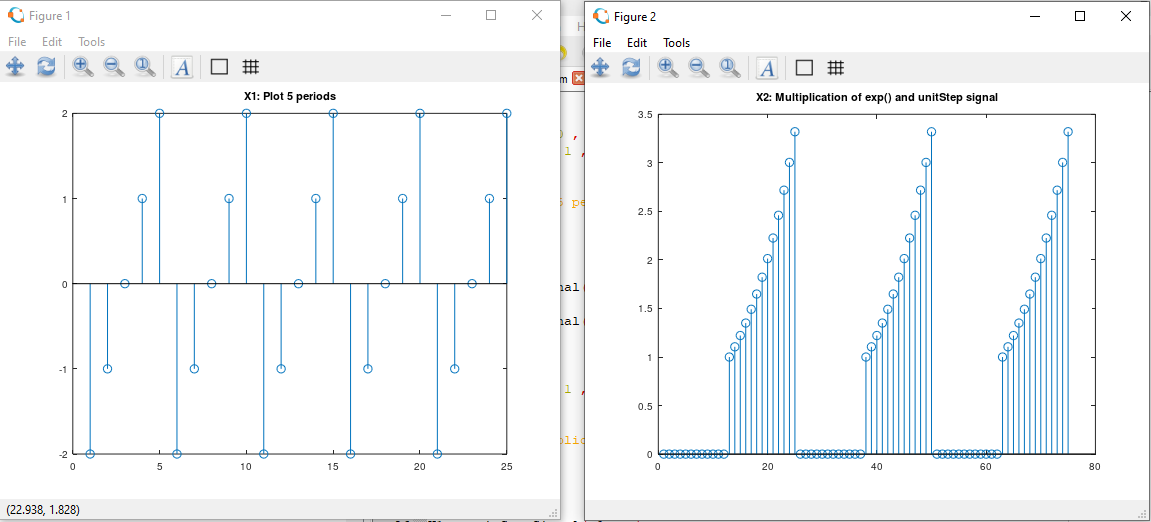 Figure 1
File Edit Tools
X1: Plot 5 periods
2
1
0
-1
-2
0 5 10 15 20 25
(22.938, 1.828)
Figure 2
File Edit Tools
X2: Multiplication of exp() and unitStep signal
3.5
3
2.5
2
1.5
1
0.5
0
0 20 40 60 80